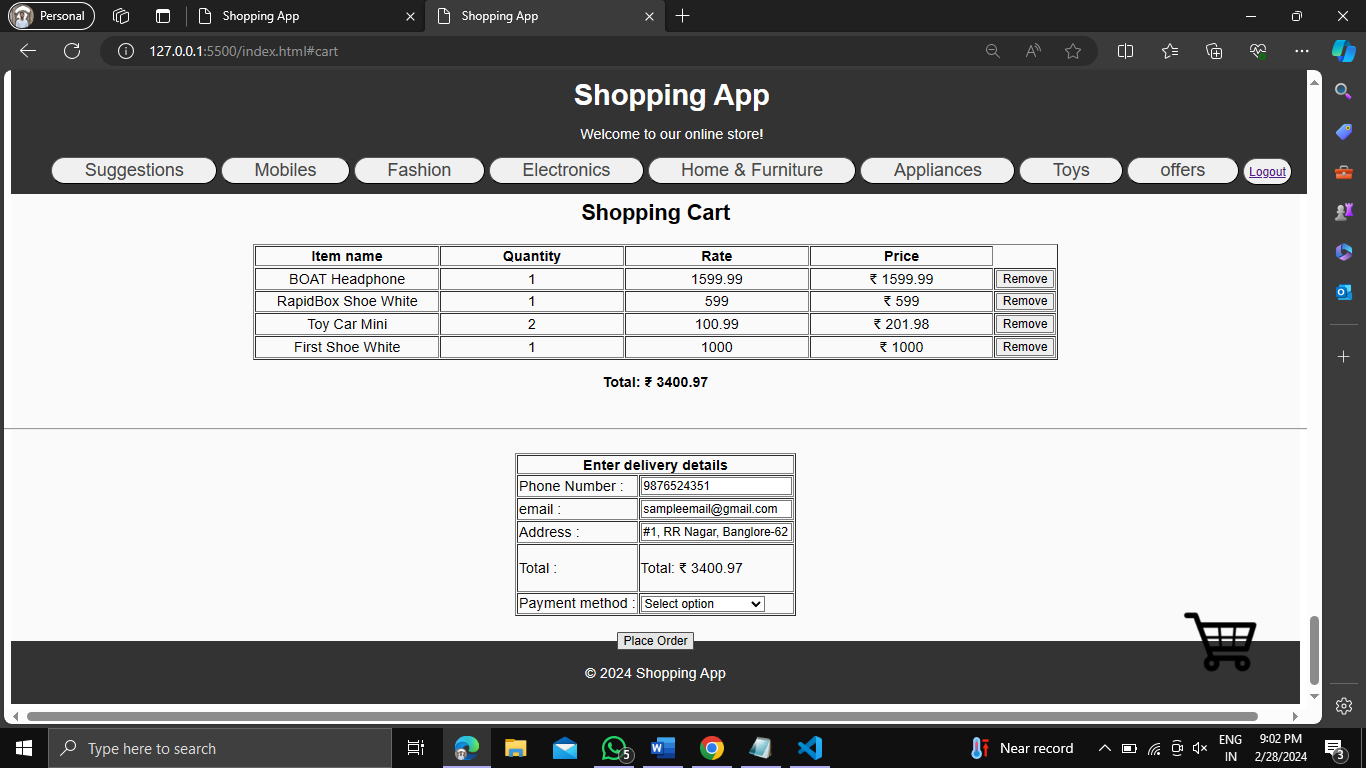 Personal
Shopping App
Shopping App
127.0.0.1:5500/index.html#cart
Shopping App
Welcome to our online store!
Suggestions Mobiles Fashion Electronics Home & Furniture Appliances Toys offers Logout
Shopping Cart
Item name Quantity Rate Price
BOAT Headphone 1 1599.99 ₹ 1599.99 Remove
RapidBox Shoe White 1 599 ₹ 599 Remove
Toy Car Mini 2 100.99 ₹ 201.98 Remove
First Shoe White 1 1000 ₹ 1000 Remove
Total: ₹ 3400.97
Enter delivery details
Phone Number : 9876524351
email : sampleemail@gmail.com
Address : #1, RR Nagar, Banglore-62
Total : Total: ₹ 3400.97
Payment method : Select option
Place Order
© 2024 Shopping App
Type here to search
5
Near record
ENG
IN
9:02 PM
2/28/2024
3